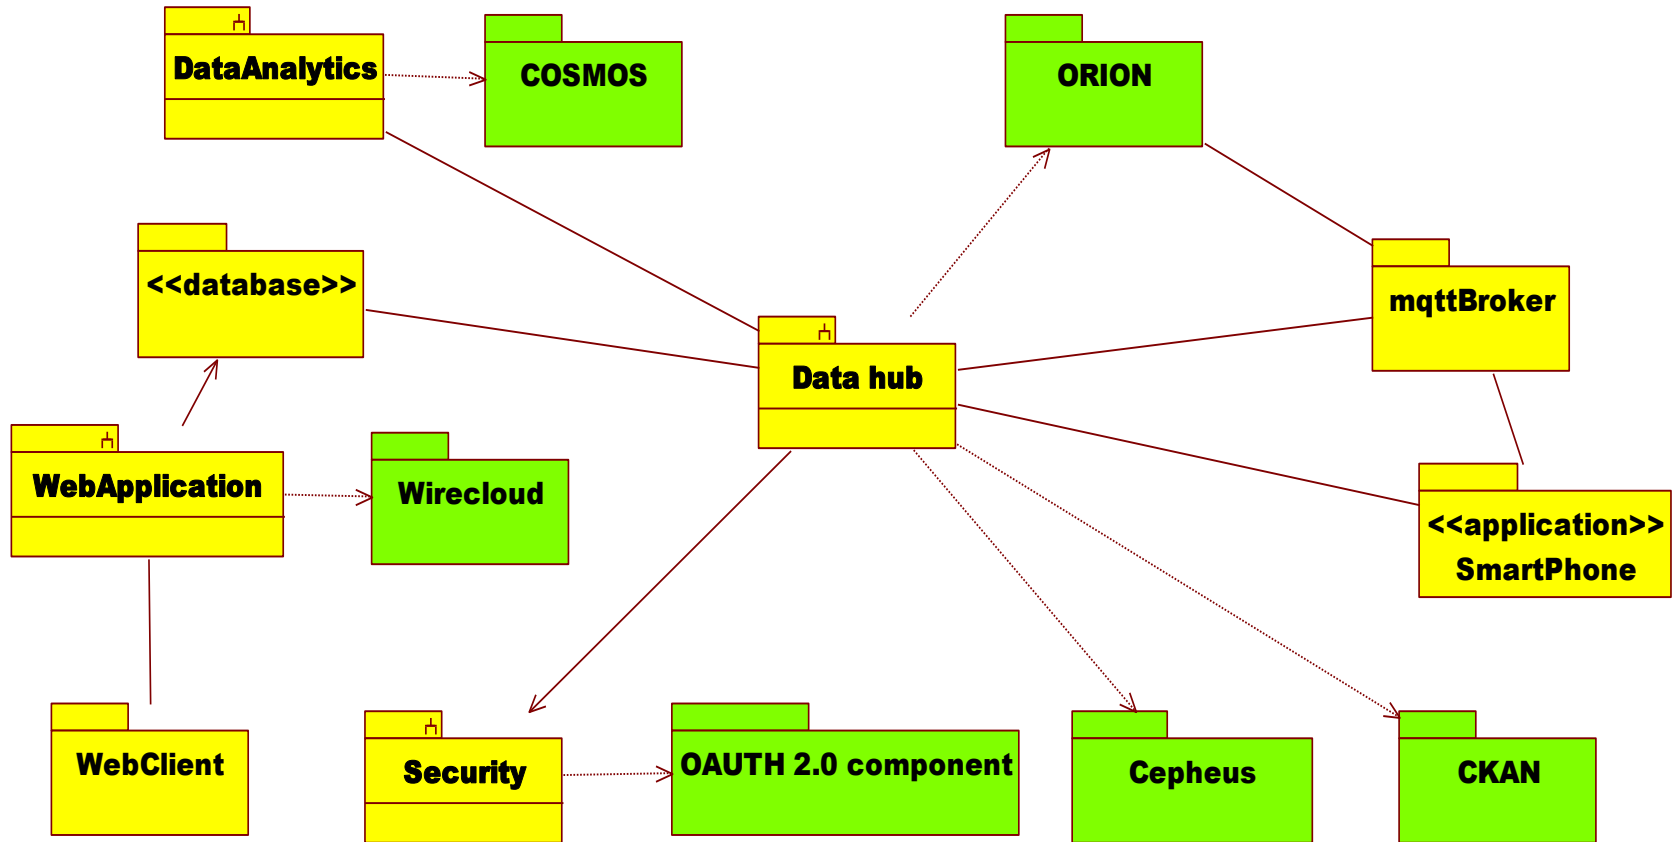 DataAnalytics
COSMOS
ORION
<<database>>
mqttBroker
Data hub
WebApplication
Wirecloud
<<application>>
SmartPhone
WebClient
Security
OAUTH 2.0 component
Cepheus
CKAN